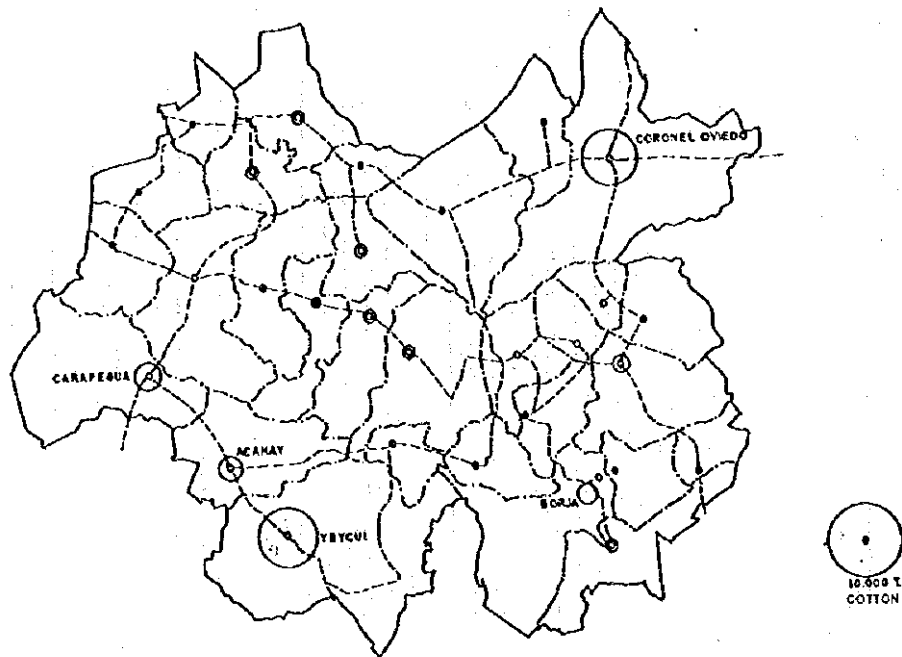 CORONEL OVIEDO
CARAPEGUA
ACAHAY
BORJA
YBYCUI
10.000 T.
COTTON